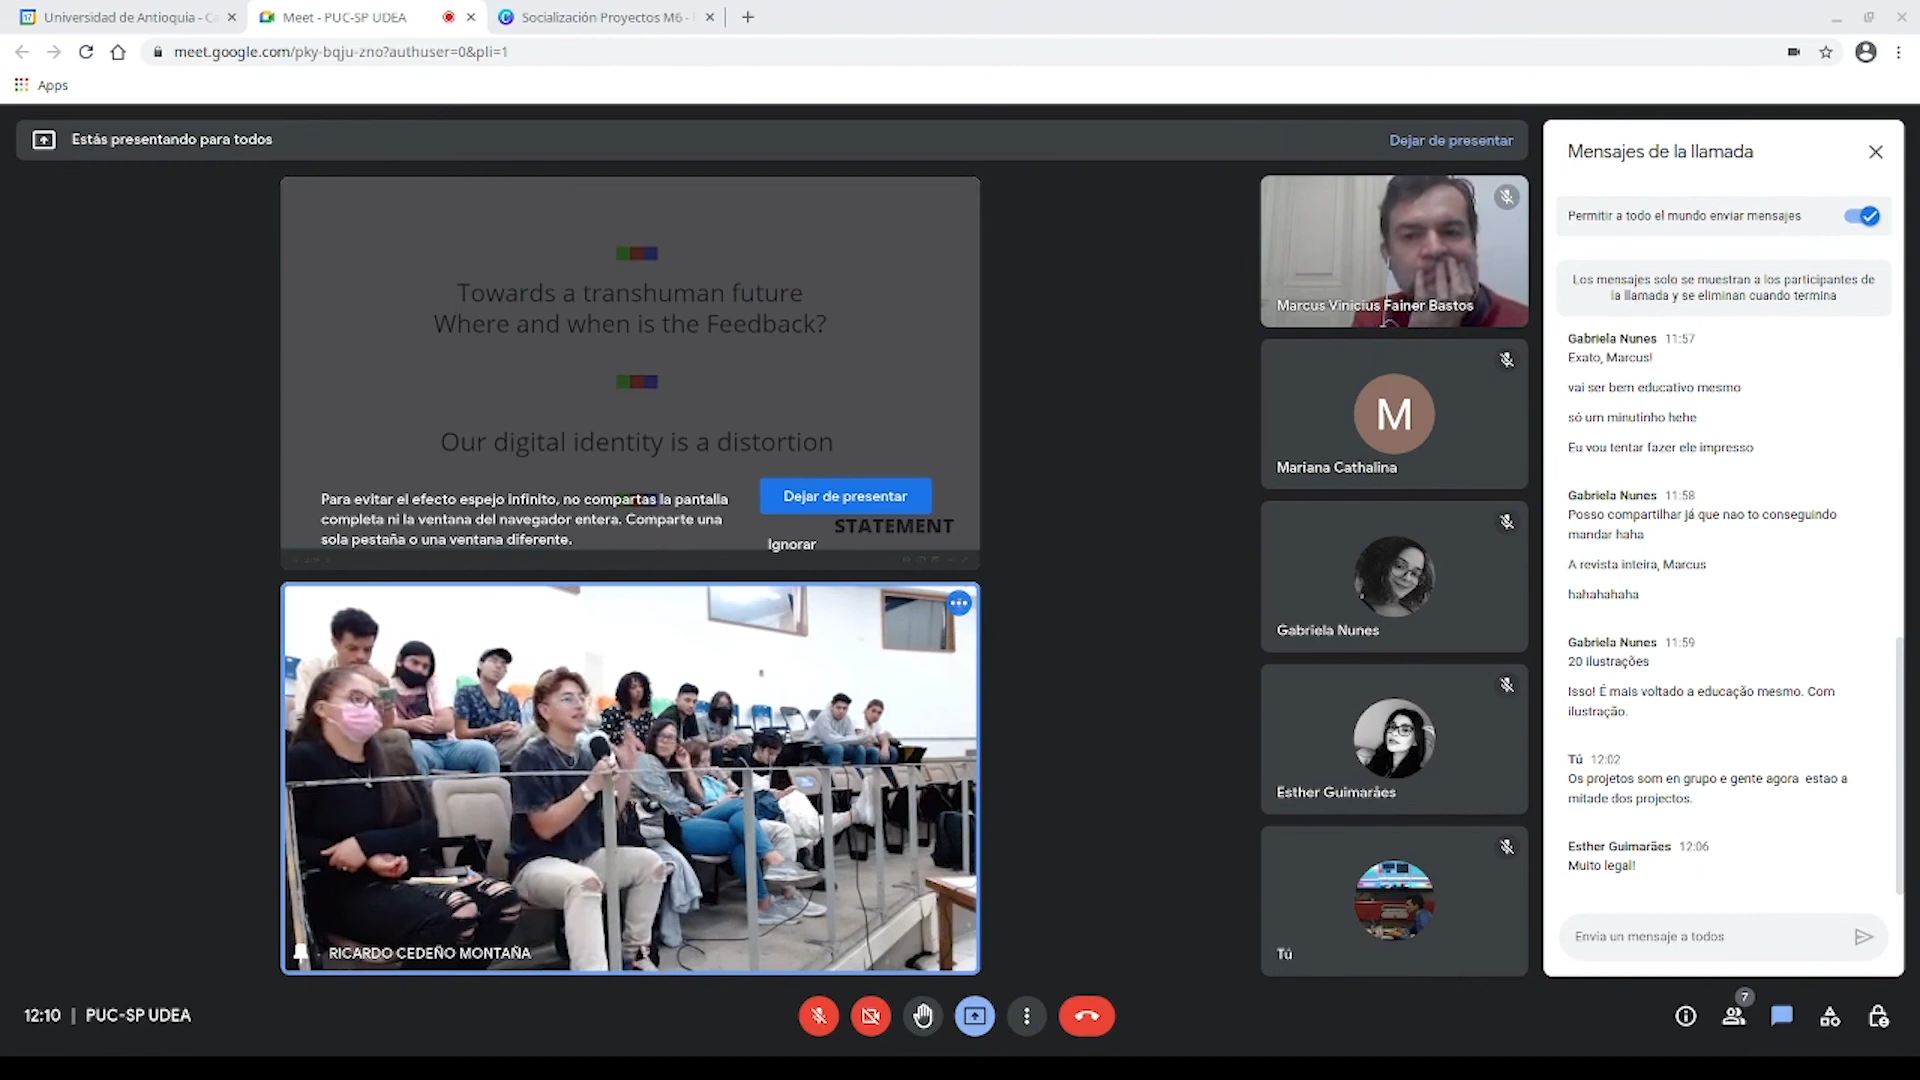 Universidad de Antioquia - Ca
Meet - PUC-SP UDEA
Socialización Proyectos M6 -
meet.google.com/pky-bqju-zno?authuser=0&pli=1
Apps
Estás presentando para todos
Dejar de presentar
Towards a transhuman future
Where and when is the Feedback?
Our digital identity is a distortion
Para evitar el efecto espejo infinito, no compartas la pantalla
completa ni la ventana del navegador entera. Comparte una
sola pestaña o una ventana diferente.
Dejar de presentar
STATEMENT
Ignorar
RICARDO CEDEÑO MONTAÑA
Marcus Vinicius Fainer Bastos
M
Mariana Cathalina
Gabriela Nunes
Esther Guimarães
Tú
Mensajes de la llamada
Permitir a todo el mundo enviar mensajes
Los mensajes solo se muestran a los participantes de
la llamada y se eliminan cuando termina
Gabriela Nunes 11:57
Exato, Marcus!
vai ser bem educativo mesmo
só um minutinho hehe
Eu vou tentar fazer ele impresso
Gabriela Nunes 11:58
Posso compartilhar já que nao to conseguindo
mandar haha
A revista inteira, Marcus
hahahahaha
Gabriela Nunes 11:59
20 ilustrações
Isso! É mais voltado a educação mesmo. Com
ilustração.
Tú 12:02
Os projetos som en grupo e gente agora estao a
mitade dos projectos.
Esther Guimarães 12:06
Muito legal!
Envía un mensaje a todos
12:10 | PUC-SP UDEA
7